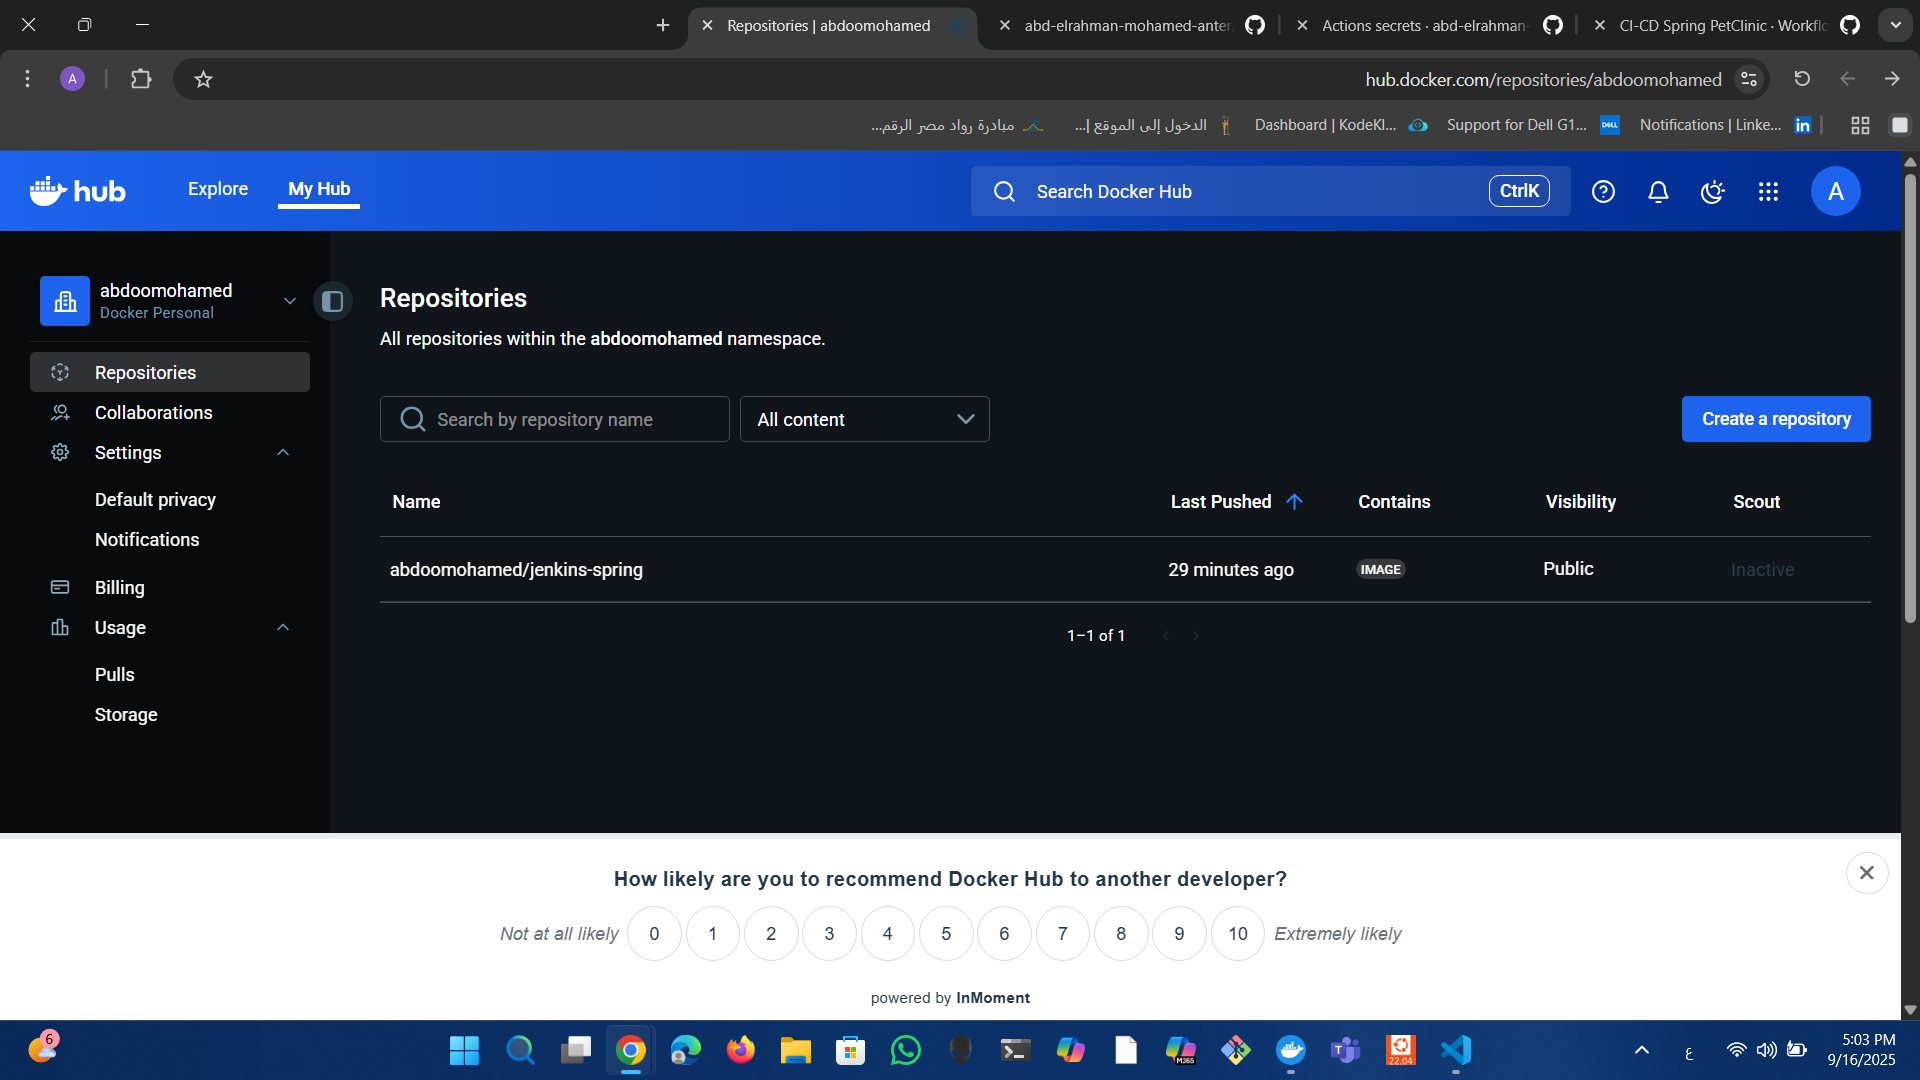 Repositories | abdoomohamed
abd-elrahman-mohamed-anter
Actions secrets · abd-elrahman-
CI-CD Spring PetClinic · Workflo
A
hub.docker.com/repositories/abdoomohamed
مبادرة رواد مصر الرقم...
الدخول إلى الموقع |...
Dashboard | KodeKl...
Support for Dell G1...
DELL
Notifications | Linke...
in
hub
Explore
My Hub
Search Docker Hub
CtrlK
A
abdoomohamed
Docker Personal
Repositories
Collaborations
Settings
Default privacy
Notifications
Billing
Usage
Pulls
Storage
Repositories
All repositories within the abdoomohamed namespace.
Search by repository name
All content
Create a repository
Name Last Pushed Contains Visibility Scout
abdoomohamed/jenkins-spring 29 minutes ago IMAGE Public Inactive
1–1 of 1
How likely are you to recommend Docker Hub to another developer?
Not at all likely 0 1 2 3 4 5 6 7 8 9 10 Extremely likely
powered by InMoment
6
M365
T
22.04
ع
5:03 PM
9/16/2025